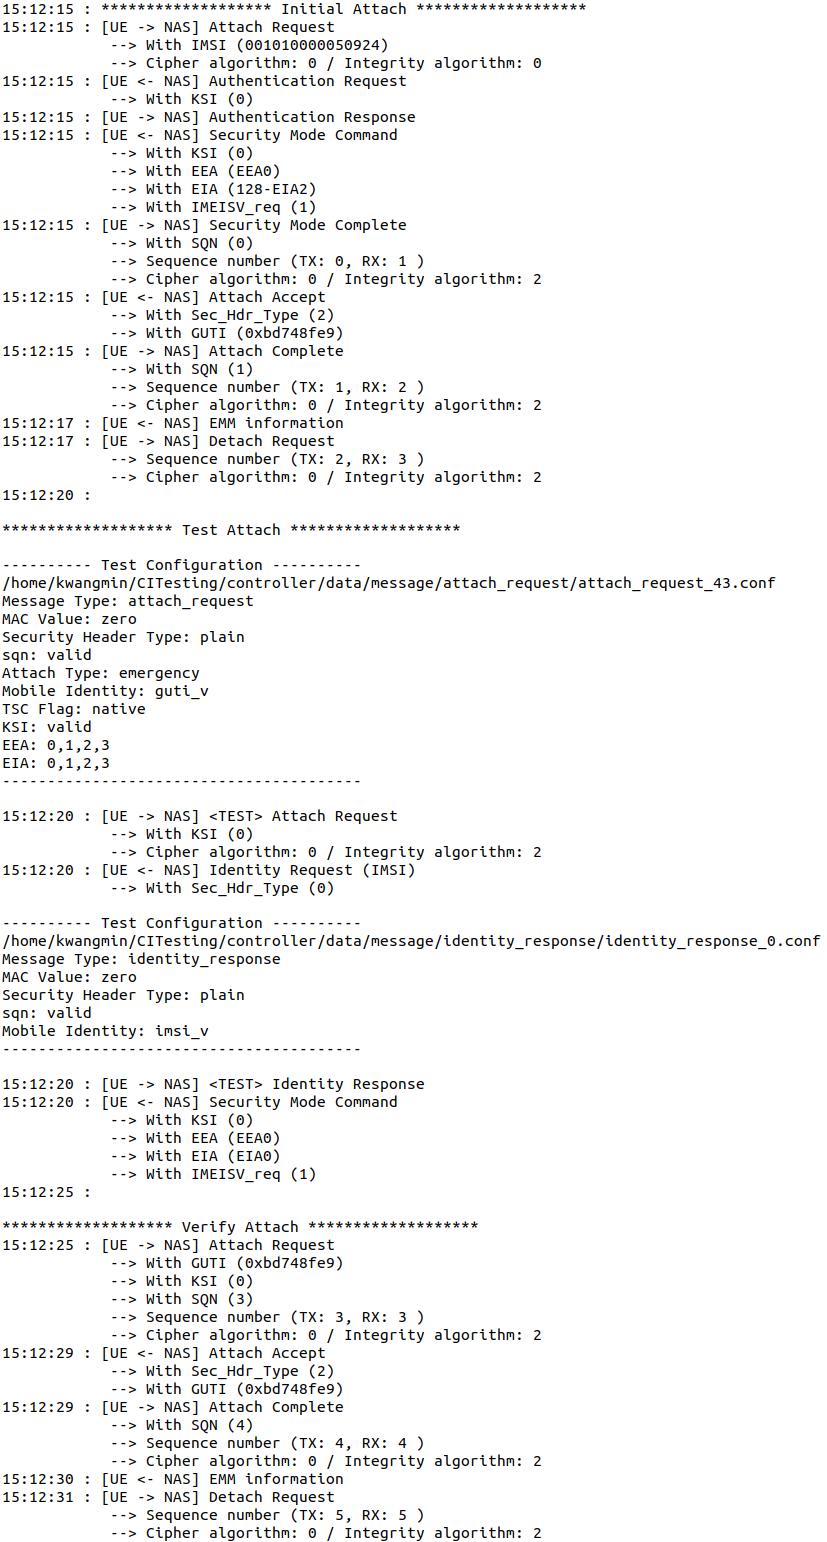 15:12:15 : ******************* Initial Attach *******************
15:12:15 : [UE -> NAS] Attach Request
--> With IMSI (001010000050924)
--> Cipher algorithm: 0 / Integrity algorithm: 0
15:12:15 : [UE <- NAS] Authentication Request
--> With KSI (0)
15:12:15 : [UE -> NAS] Authentication Response
15:12:15 : [UE <- NAS] Security Mode Command
--> With KSI (0)
--> With EEA (EEA0)
--> With EIA (128-EIA2)
--> With IMEISV_req (1)
15:12:15 : [UE -> NAS] Security Mode Complete
--> With SQN (0)
--> Sequence number (TX: 0, RX: 1 )
--> Cipher algorithm: 0 / Integrity algorithm: 2
15:12:15 : [UE <- NAS] Attach Accept
--> With Sec_Hdr_Type (2)
--> With GUTI (0xbd748fe9)
15:12:15 : [UE -> NAS] Attach Complete
--> With SQN (1)
--> Sequence number (TX: 1, RX: 2 )
--> Cipher algorithm: 0 / Integrity algorithm: 2
15:12:17 : [UE <- NAS] EMM information
15:12:17 : [UE -> NAS] Detach Request
--> Sequence number (TX: 2, RX: 3 )
--> Cipher algorithm: 0 / Integrity algorithm: 2
15:12:20 :
******************* Test Attach *******************
---------- Test Configuration ----------
/home/kwangmin/CITesting/controller/data/message/attach_request/attach_request_43.conf
Message Type: attach_request
MAC Value: zero
Security Header Type: plain
sqn: valid
Attach Type: emergency
Mobile Identity: guti_v
TSC Flag: native
KSI: valid
EEA: 0,1,2,3
EIA: 0,1,2,3
----------------------------------------
15:12:20 : [UE -> NAS] <TEST> Attach Request
--> With KSI (0)
--> Cipher algorithm: 0 / Integrity algorithm: 2
15:12:20 : [UE <- NAS] Identity Request (IMSI)
--> With Sec_Hdr_Type (0)
---------- Test Configuration ----------
/home/kwangmin/CITesting/controller/data/message/identity_response/identity_response_0.conf
Message Type: identity_response
MAC Value: zero
Security Header Type: plain
sqn: valid
Mobile Identity: imsi_v
----------------------------------------
15:12:20 : [UE -> NAS] <TEST> Identity Response
15:12:20 : [UE <- NAS] Security Mode Command
--> With KSI (0)
--> With EEA (EEA0)
--> With EIA (EIA0)
--> With IMEISV_req (1)
15:12:25 :
******************* Verify Attach *******************
15:12:25 : [UE -> NAS] Attach Request
--> With GUTI (0xbd748fe9)
--> With KSI (0)
--> With SQN (3)
--> Sequence number (TX: 3, RX: 3 )
--> Cipher algorithm: 0 / Integrity algorithm: 2
15:12:29 : [UE <- NAS] Attach Accept
--> With Sec_Hdr_Type (2)
--> With GUTI (0xbd748fe9)
15:12:29 : [UE -> NAS] Attach Complete
--> With SQN (4)
--> Sequence number (TX: 4, RX: 4 )
--> Cipher algorithm: 0 / Integrity algorithm: 2
15:12:30 : [UE <- NAS] EMM information
15:12:31 : [UE -> NAS] Detach Request
--> Sequence number (TX: 5, RX: 5 )
--> Cipher algorithm: 0 / Integrity algorithm: 2